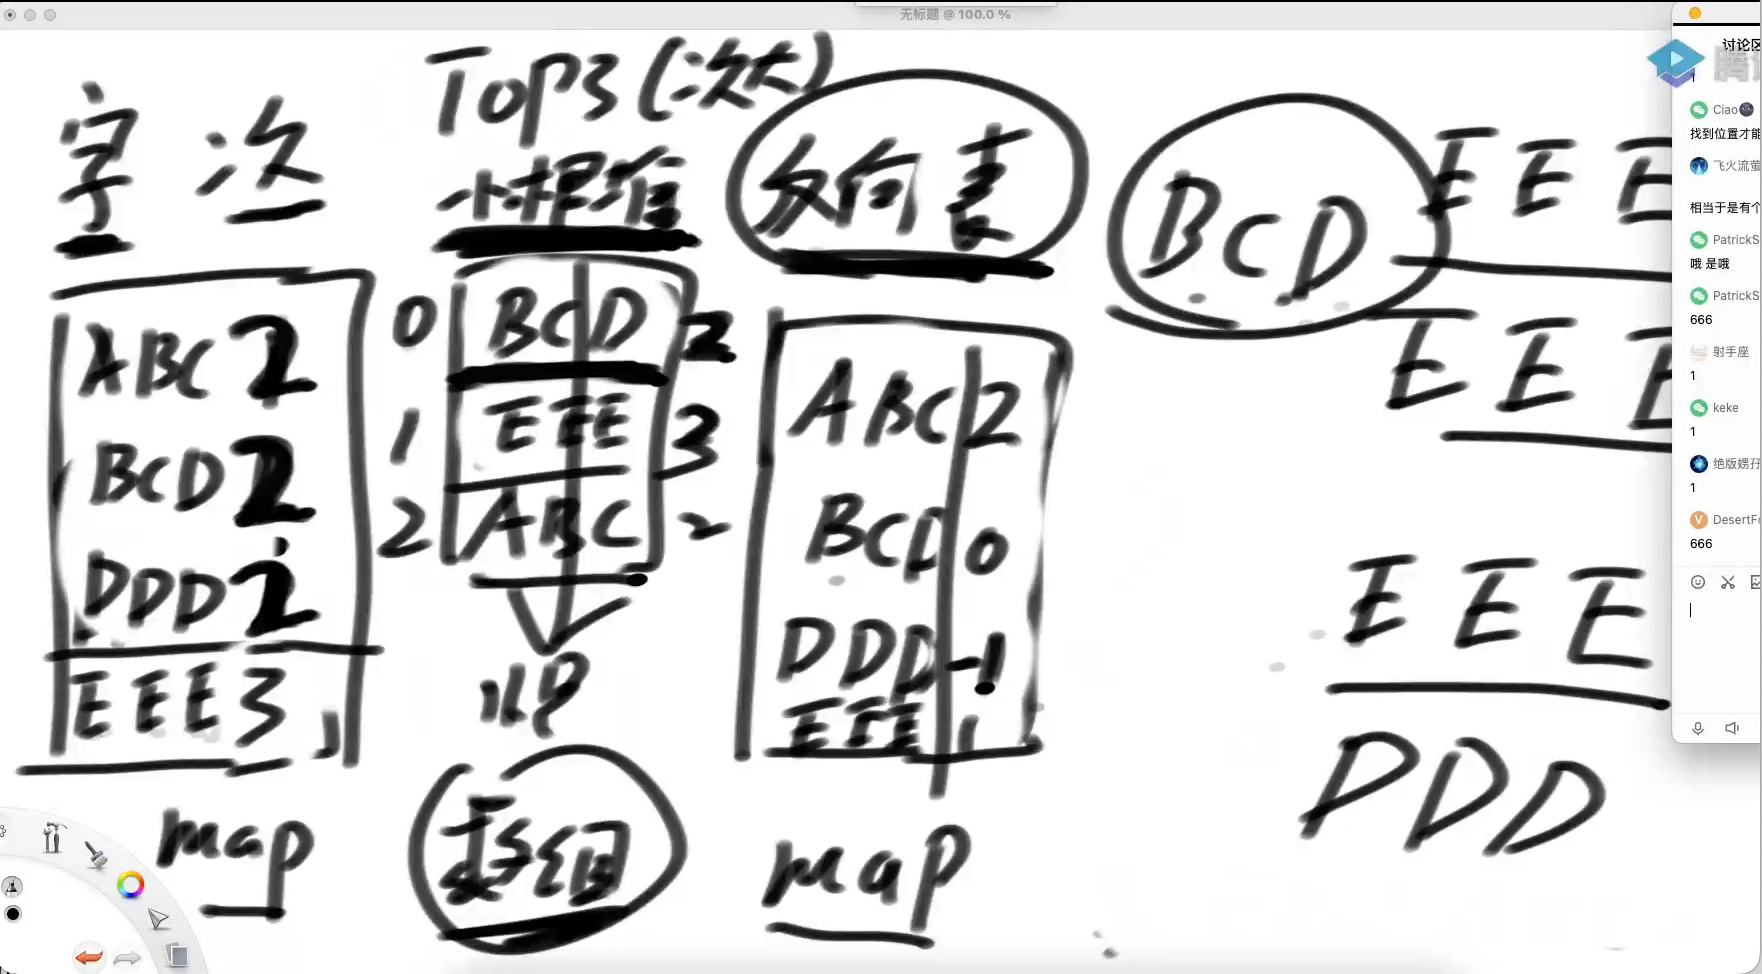 无标题 @ 100.0 %
讨论区
字 次
TOP3 (次大)
小根堆
反向表
BCD
EEE
EEE
ABC 2
BCD 2
DDD 2
EEE 3
map
0 BCD 2
1 EEE 3
2 ABC 2
数组
ABC 2
BCD 0
DDD -1
EEE 1
map
EEE
DDD
Ciao
找到位置才能
飞火流萤
相当于是有个
PatrickS
哦 是哦
PatrickS
666
射手座
1
keke
1
绝版娚孖
1
V DesertFo
666